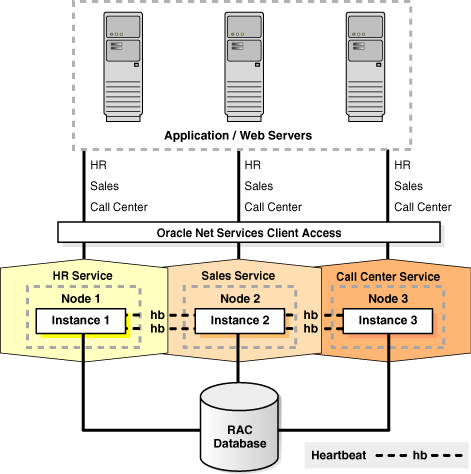 Application / Web Servers
HR HR HR
Sales Sales Sales
Call Center Call Center Call Center
Oracle Net Services Client Access
HR Service Sales Service Call Center Service
Node 1 Node 2 Node 3
Instance 1 hb Instance 2 hb Instance 3
hb hb
RAC
Database
Heartbeat hb